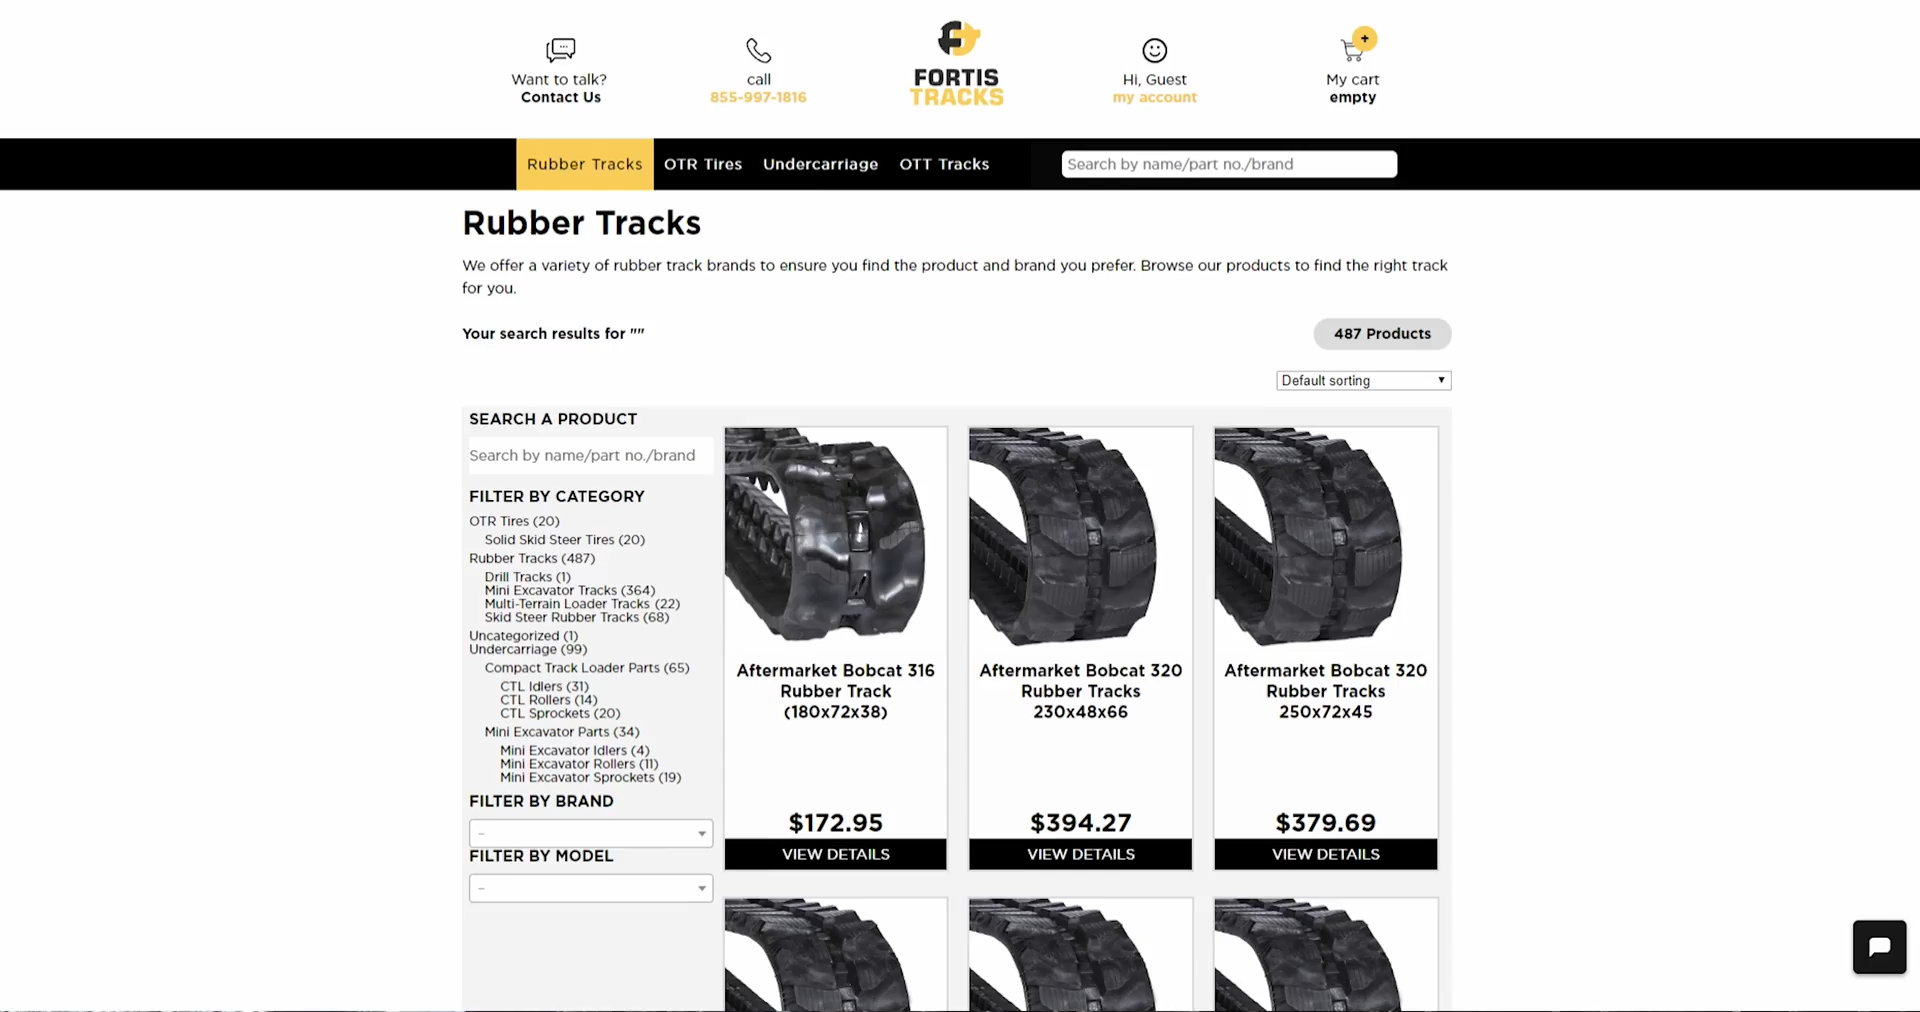 Want to talk?
Contact Us
call
855-997-1816
FORTIS
TRACKS
Hi, Guest
my account
+
My cart
empty
Rubber Tracks
OTR Tires
Undercarriage
OTT Tracks
Search by name/part no./brand
Rubber Tracks
We offer a variety of rubber track brands to ensure you find the product and brand you prefer. Browse our products to find the right track
for you.
Your search results for ""
487 Products
Default sorting
SEARCH A PRODUCT
Search by name/part no./brand
FILTER BY CATEGORY
OTR Tires (20)
Solid Skid Steer Tires (20)
Rubber Tracks (487)
Drill Tracks (1)
Mini Excavator Tracks (364)
Multi-Terrain Loader Tracks (22)
Skid Steer Rubber Tracks (68)
Uncategorized (1)
Undercarriage (99)
Compact Track Loader Parts (65)
CTL Idlers (31)
CTL Rollers (14)
CTL Sprockets (20)
Mini Excavator Parts (34)
Mini Excavator Idlers (4)
Mini Excavator Rollers (11)
Mini Excavator Sprockets (19)
FILTER BY BRAND
–
FILTER BY MODEL
–
Aftermarket Bobcat 316
Rubber Track
(180x72x38)
$172.95
VIEW DETAILS
Aftermarket Bobcat 320
Rubber Tracks
230x48x66
$394.27
VIEW DETAILS
Aftermarket Bobcat 320
Rubber Tracks
250x72x45
$379.69
VIEW DETAILS